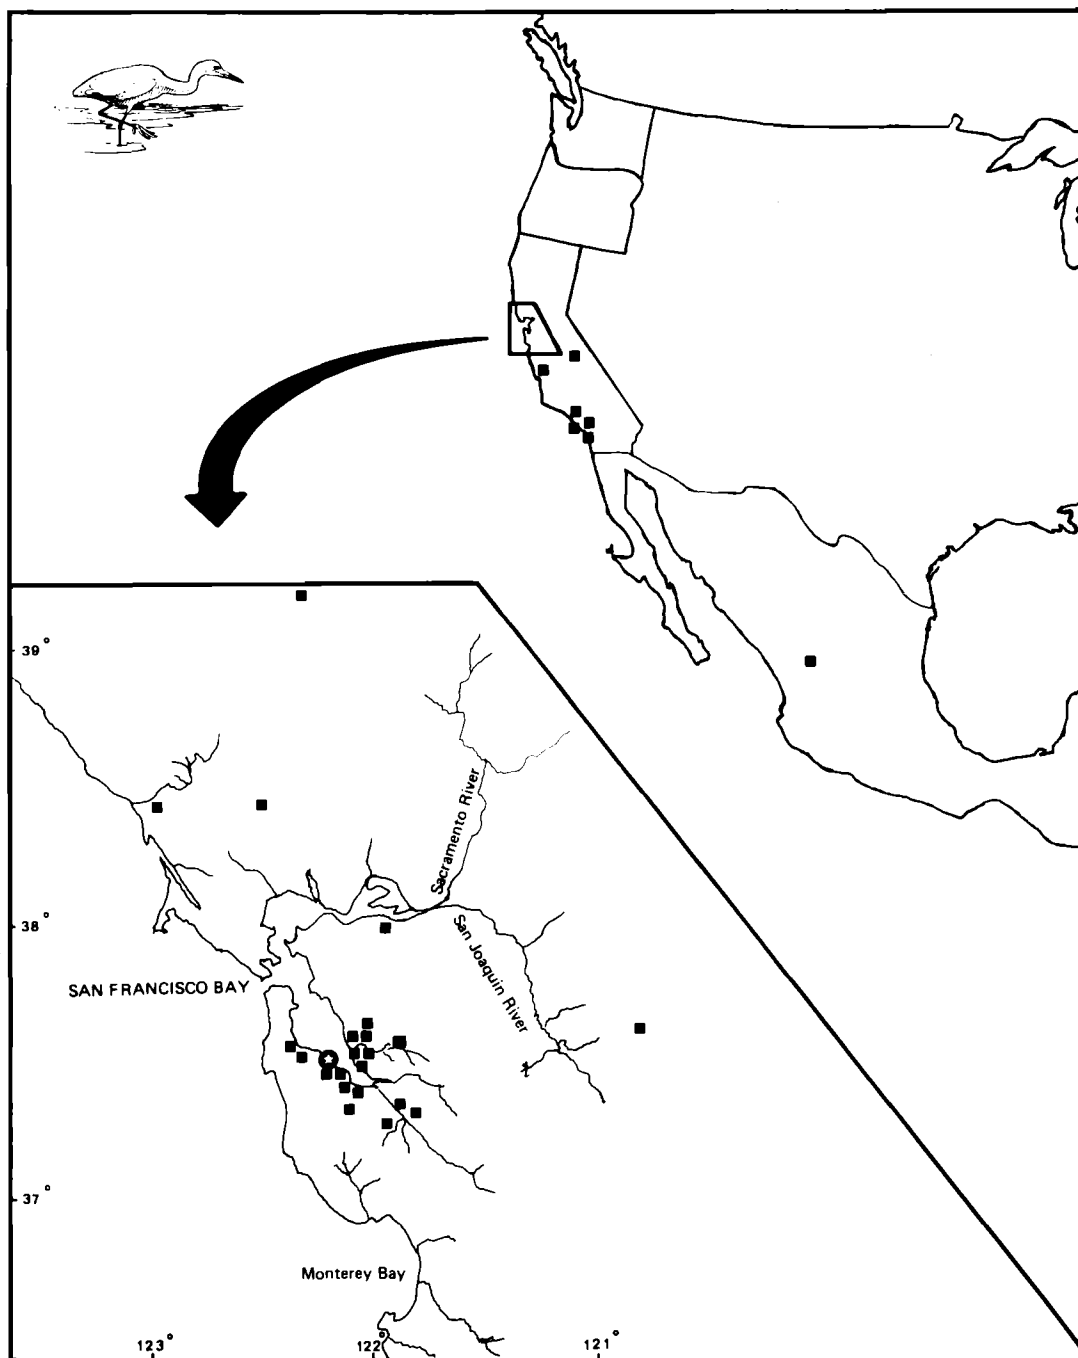 39°
Sacramento River
38°
San Joaquin River
SAN FRANCISCO BAY
37°
Monterey Bay
123°
122°
121°